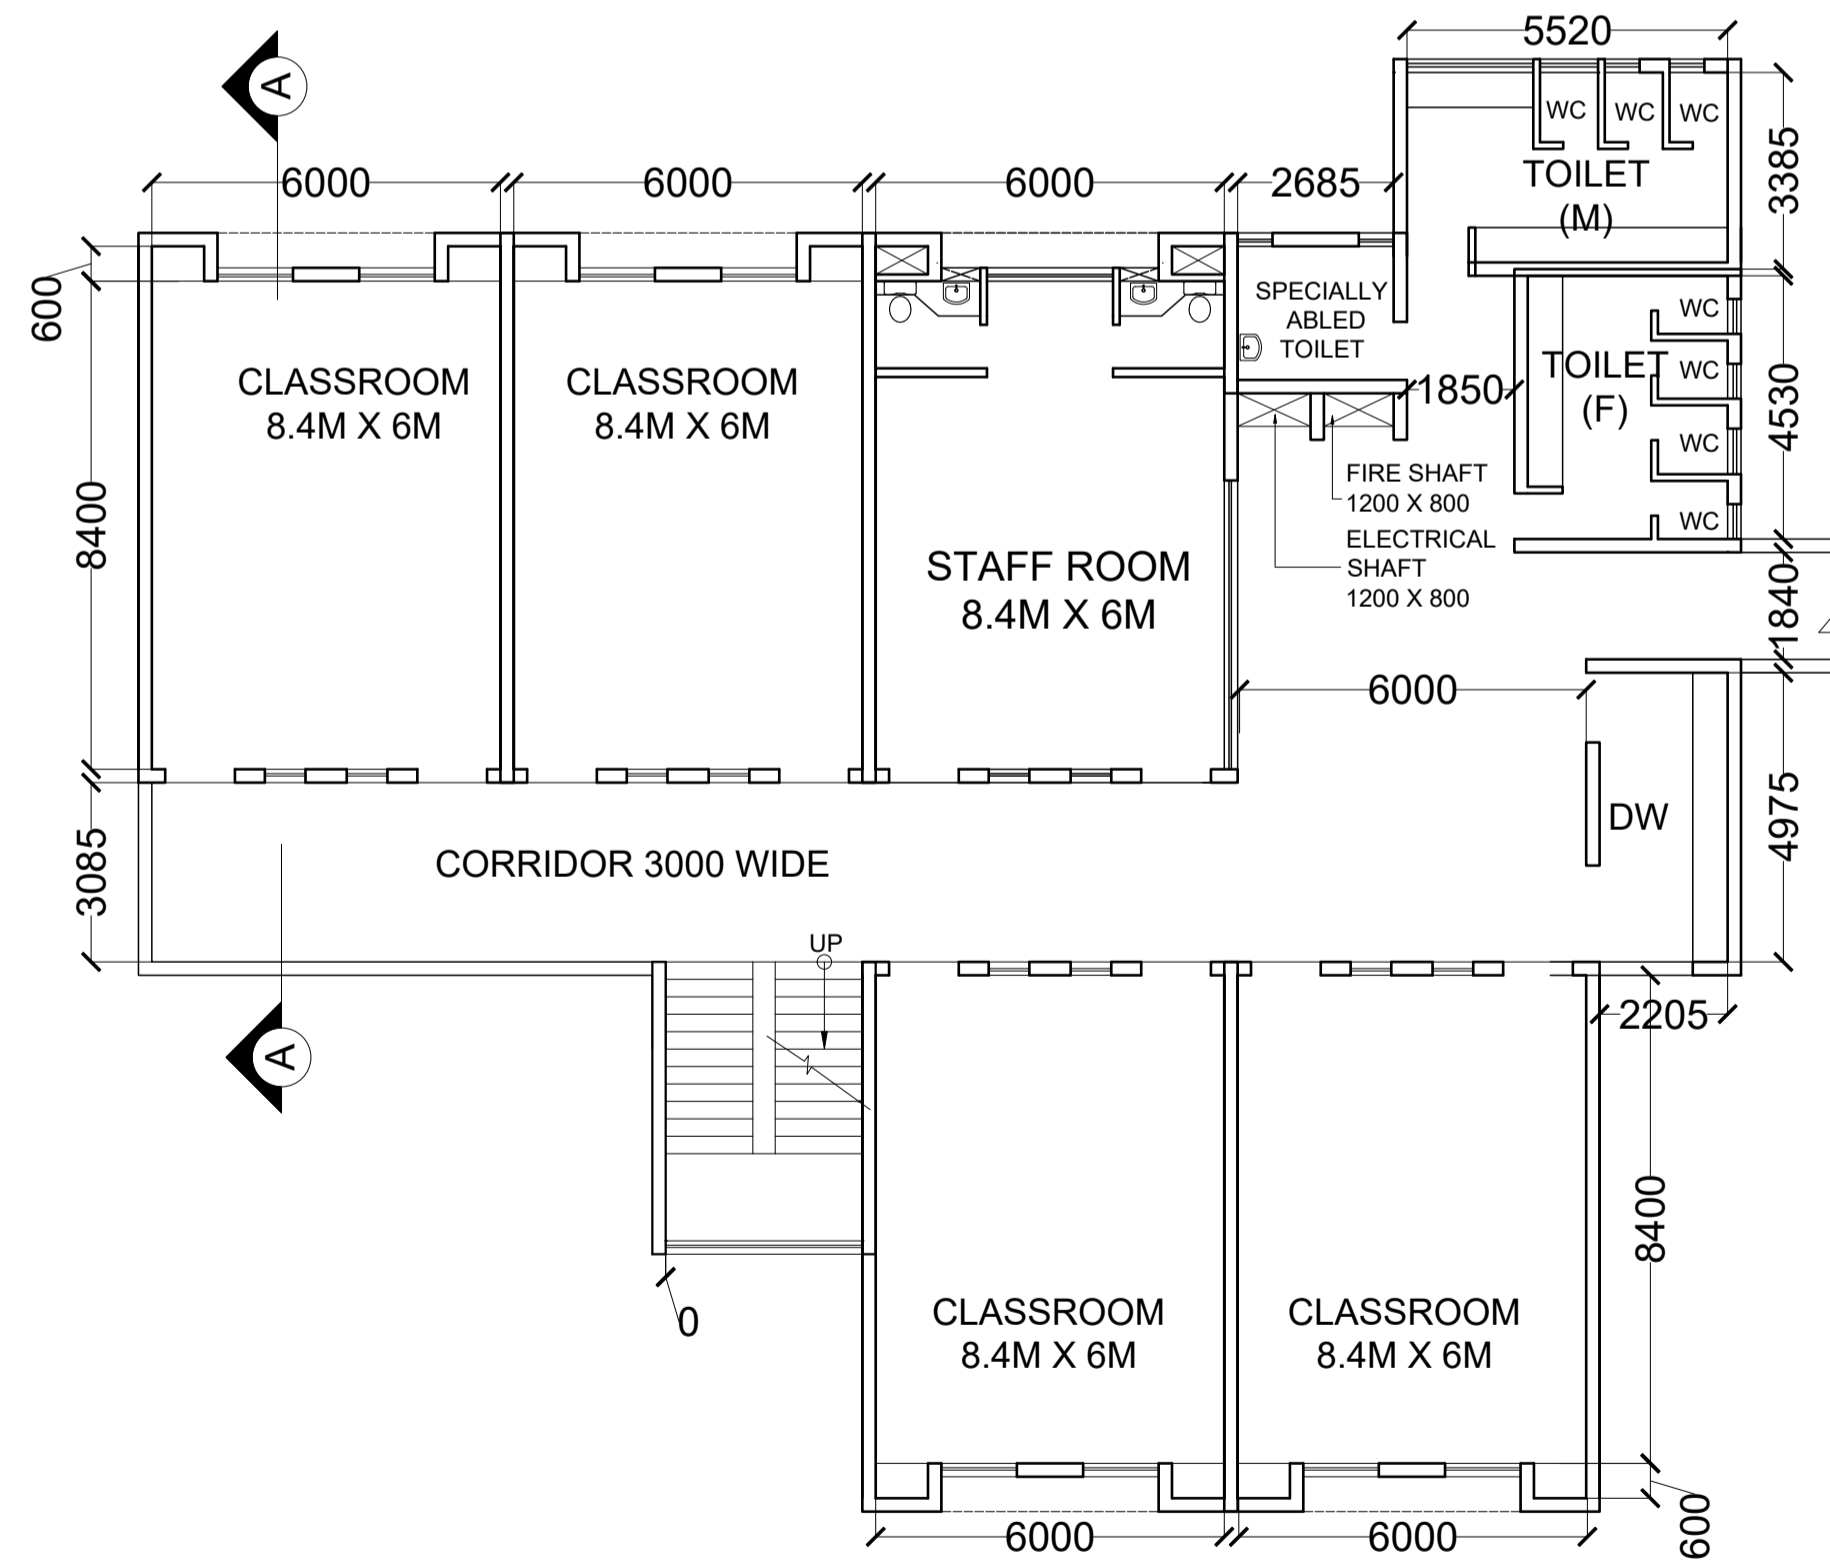 5520
A
WC
WC
WC
3385
TOILET
(M)
6000
6000
6000
2685
600
SPECIALLY
ABLED
TOILET
WC
WC
WC
WC
TOILET
(F)
4530
1850
CLASSROOM
8.4M X 6M
CLASSROOM
8.4M X 6M
8400
FIRE SHAFT
1200 X 800
ELECTRICAL
SHAFT
1200 X 800
STAFF ROOM
8.4M X 6M
1840
6000
DW
4975
3085
CORRIDOR 3000 WIDE
UP
2205
A
8400
0
CLASSROOM
8.4M X 6M
CLASSROOM
8.4M X 6M
600
6000
6000